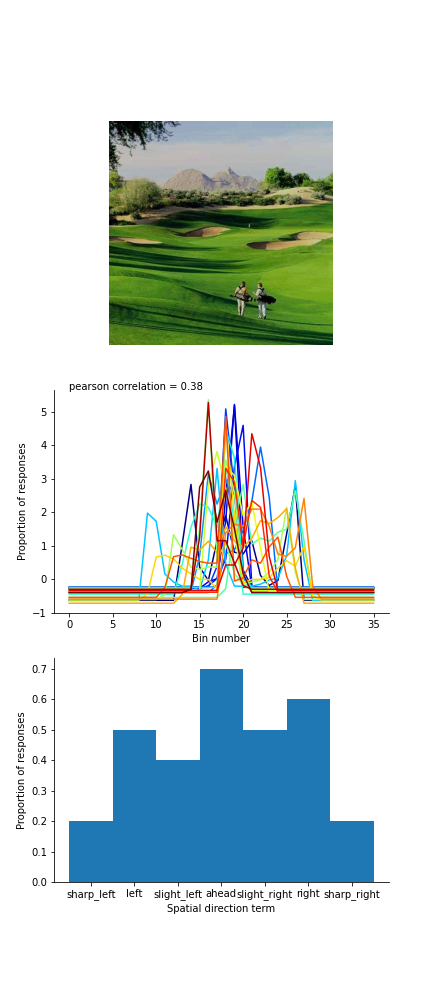 pearson correlation = 0.38
Proportion of responses
5
4
3
2
1
0
−1
0 5 10 15 20 25 30 35
Bin number
Proportion of responses
0.7
0.6
0.5
0.4
0.3
0.2
0.1
0.0
sharp_left left slight_left ahead slight_right right sharp_right
Spatial direction term